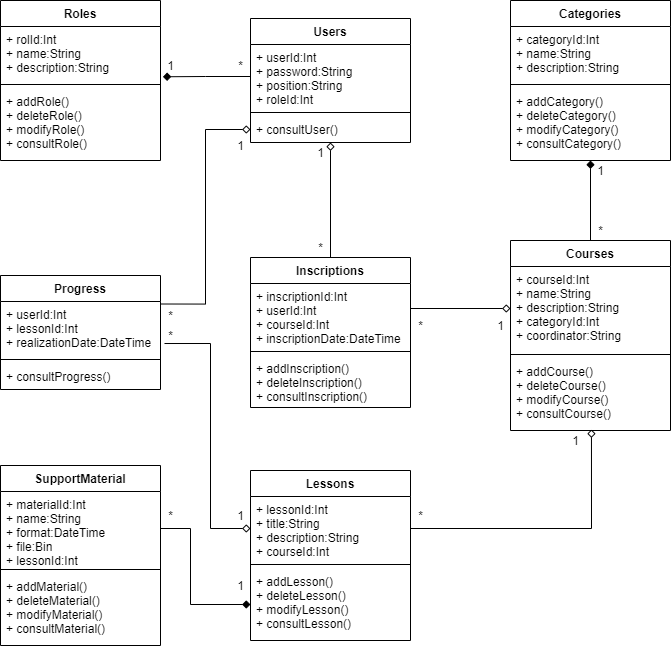 Roles
+ rolId:Int
+ name:String
+ description:String
+ addRole()
+ deleteRole()
+ modifyRole()
+ consultRole()
1
*
Users
+ userId:Int
+ password:String
+ position:String
+ roleId:Int
+ consultUser()
1
1
*
Categories
+ categoryId:Int
+ name:String
+ description:String
+ addCategory()
+ deleteCategory()
+ modifyCategory()
+ consultCategory()
1
*
Progress
+ userId:Int
+ lessonId:Int
+ realizationDate:DateTime
+ consultProgress()
*
*
Inscriptions
+ inscriptionId:Int
+ userId:Int
+ courseId:Int
+ inscriptionDate:DateTime
+ addInscription()
+ deleteInscription()
+ consultInscription()
*
1
Courses
+ courseId:Int
+ name:String
+ description:String
+ categoryId:Int
+ coordinator:String
+ addCourse()
+ deleteCourse()
+ modifyCourse()
+ consultCourse()
1
SupportMaterial
+ materialId:Int
+ name:String
+ format:DateTime
+ file:Bin
+ lessonId:Int
+ addMaterial()
+ deleteMaterial()
+ modifyMaterial()
+ consultMaterial()
*
1
1
Lessons
+ lessonId:Int
+ title:String
+ description:String
+ courseId:Int
+ addLesson()
+ deleteLesson()
+ modifyLesson()
+ consultLesson()
*